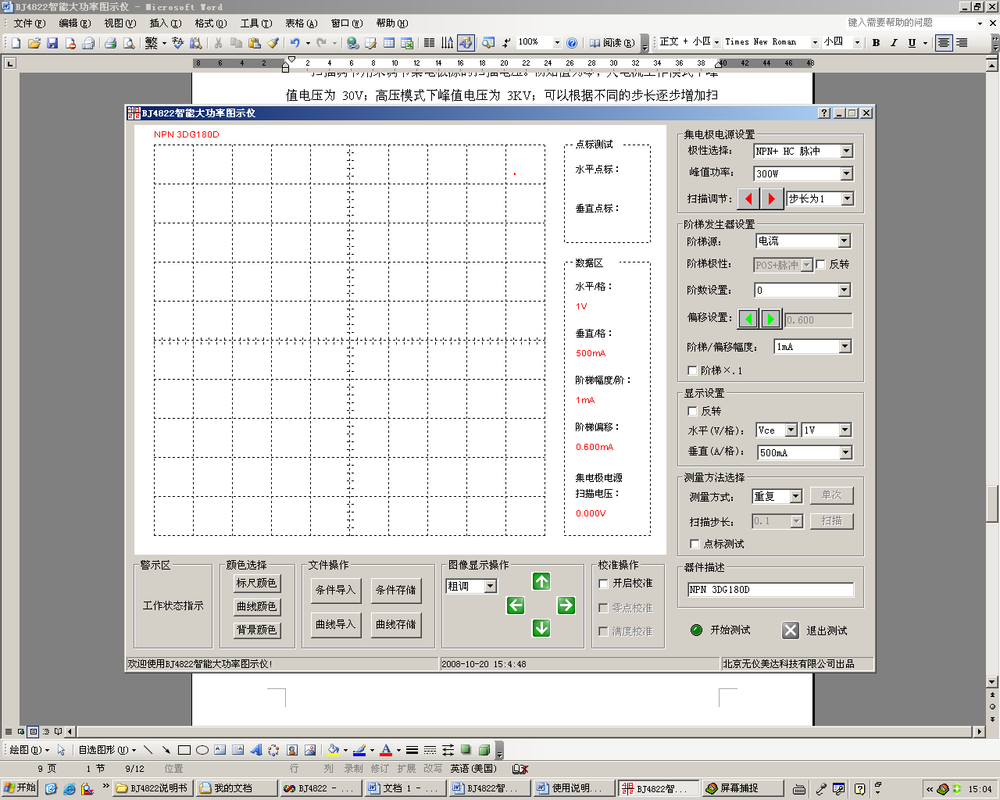 BJ4822智能大功率图示仪 - Microsoft Word
文件(F) 编辑(E) 视图(V) 插入(I) 格式(O) 工具(T) 表格(A) 窗口(W) 帮助(H) 键入需要帮助的问题
繁 100% 阅读(R) 正文 + 小四 Times New Roman 小四 B I U
8 6 4 2 2 4 6 8 10 12 14 16 18 20 22 24 26 28 30 32 34 36 38 40 42 44 46 48
值电压为 30V；高压模式下峰值电压为 3KV；可以根据不同的步长逐步增加扫
BJ4822智能大功率图示仪
NPN 3DG180D
点标测试
水平点标：
垂直点标：
数据区
水平/格：
1V
垂直/格：
500mA
阶梯幅度/阶：
1mA
阶梯偏移：
0.600mA
集电极电源
扫描电压：
0.000V
集电极电源设置
极性选择： NPN+ HC 脉冲
峰值功率： 300W
扫描调节： 步长为1
阶梯发生器设置
阶梯源： 电流
阶梯极性： POS+脉冲 反转
阶数设置： 0
偏移设置： 0.600
阶梯/偏移幅度： 1mA
阶梯×.1
显示设置
反转
水平(V/格)： Vce 1V
垂直(A/格)： 500mA
测量方法选择
测量方式： 重复 单次
扫描步长： 0.1 扫描
点标测试
器件描述
NPN 3DG180D
开始测试 退出测试
警示区
工作状态指示
颜色选择
标尺颜色
曲线颜色
背景颜色
文件操作
条件导入 条件存储
曲线导入 曲线存储
图像显示操作
粗调
校准操作
开启校准
零点校准
满度校准
欢迎使用BJ4822智能大功率图示仪! 2008-10-20 15:4:48 北京无仪美达科技有限公司出品
绘图(D) 自选图形(U)
9 页 1 节 9/12 位置 行 列 录制 修订 扩展 改写 英语(美国)
开始 BJ4822说明书 我的文档 BJ4822 - ... 文档 1 - ... BJ4822智... 使用说明... BJ4822智... 屏幕捕捉 15:04